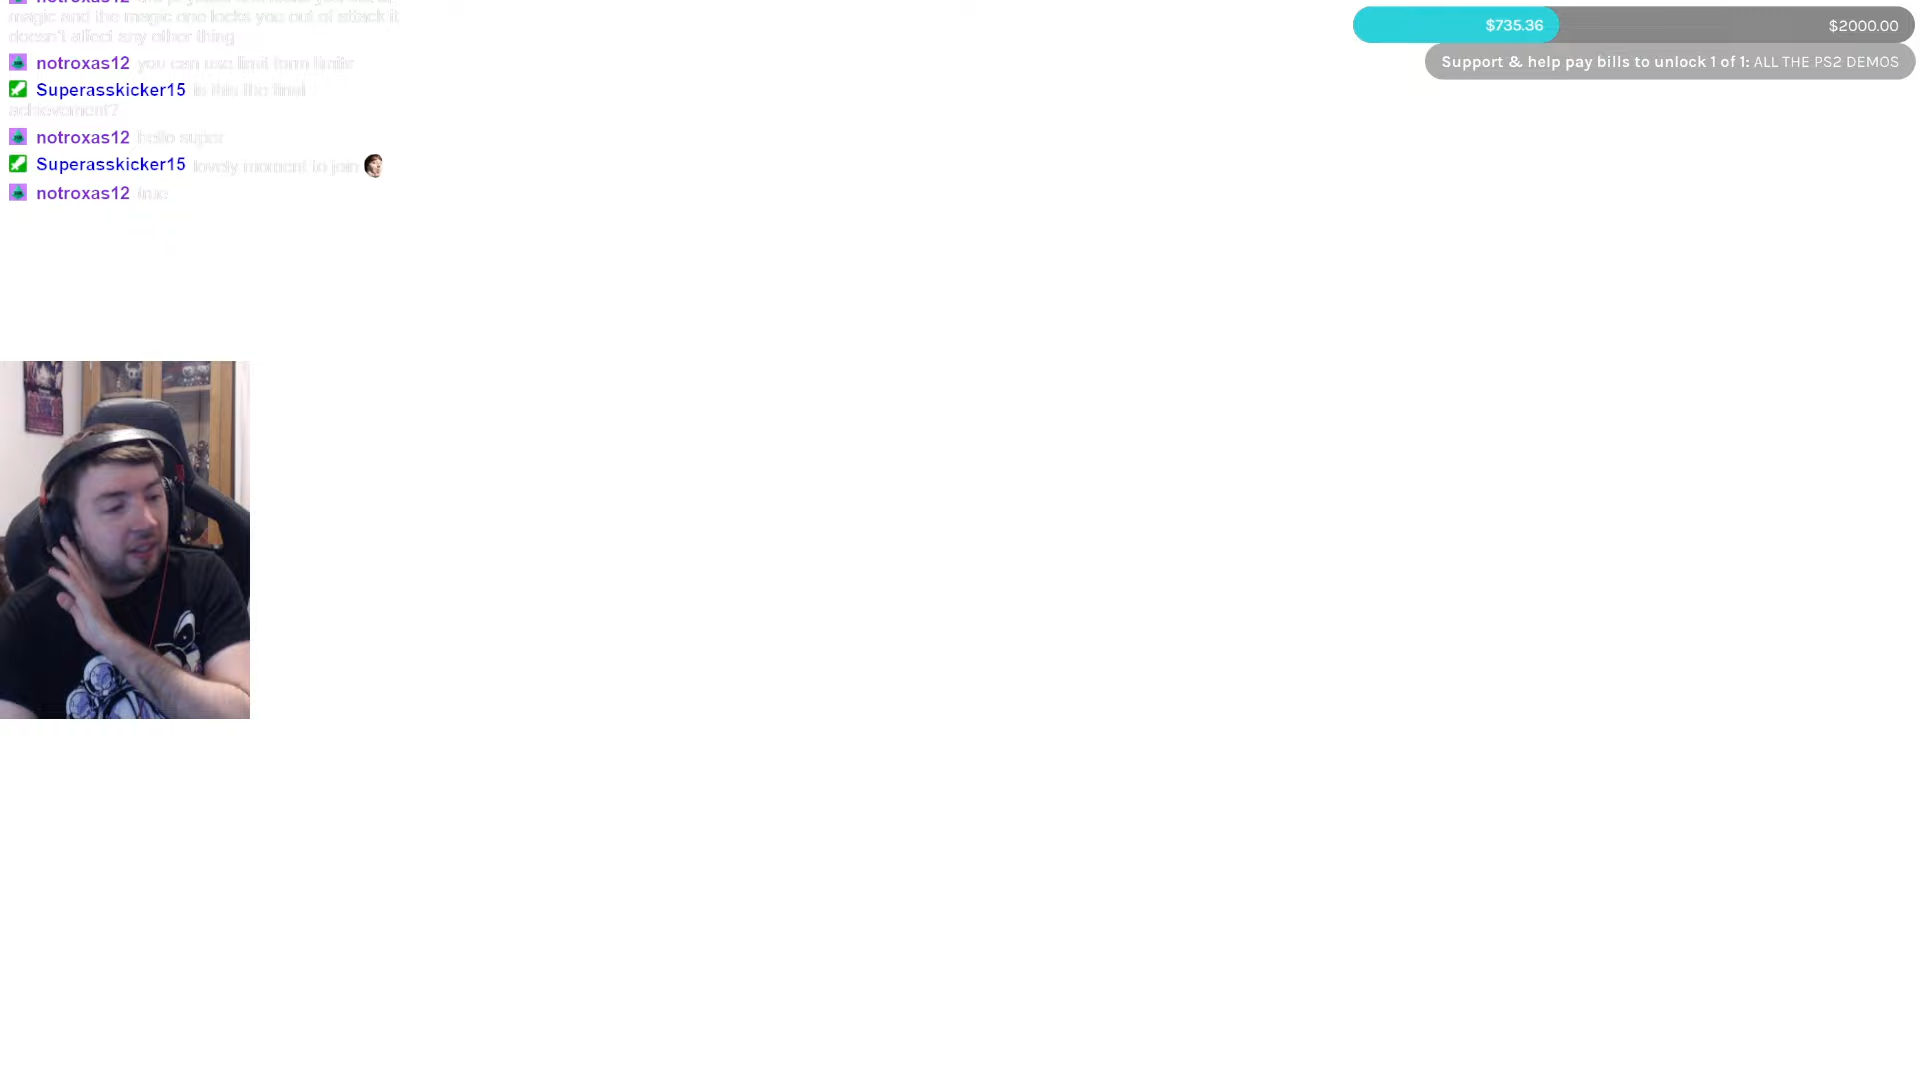 notroxas12
magic and the magic one locks you out of attack it
doesn't affect any other thing
notroxas12 you can use limit form limits
Superasskicker15 is this the final
achievement?
notroxas12 hello super
Superasskicker15 lovely moment to join
notroxas12 true
$735.36
$2000.00
Support & help pay bills to unlock 1 of 1: ALL THE PS2 DEMOS